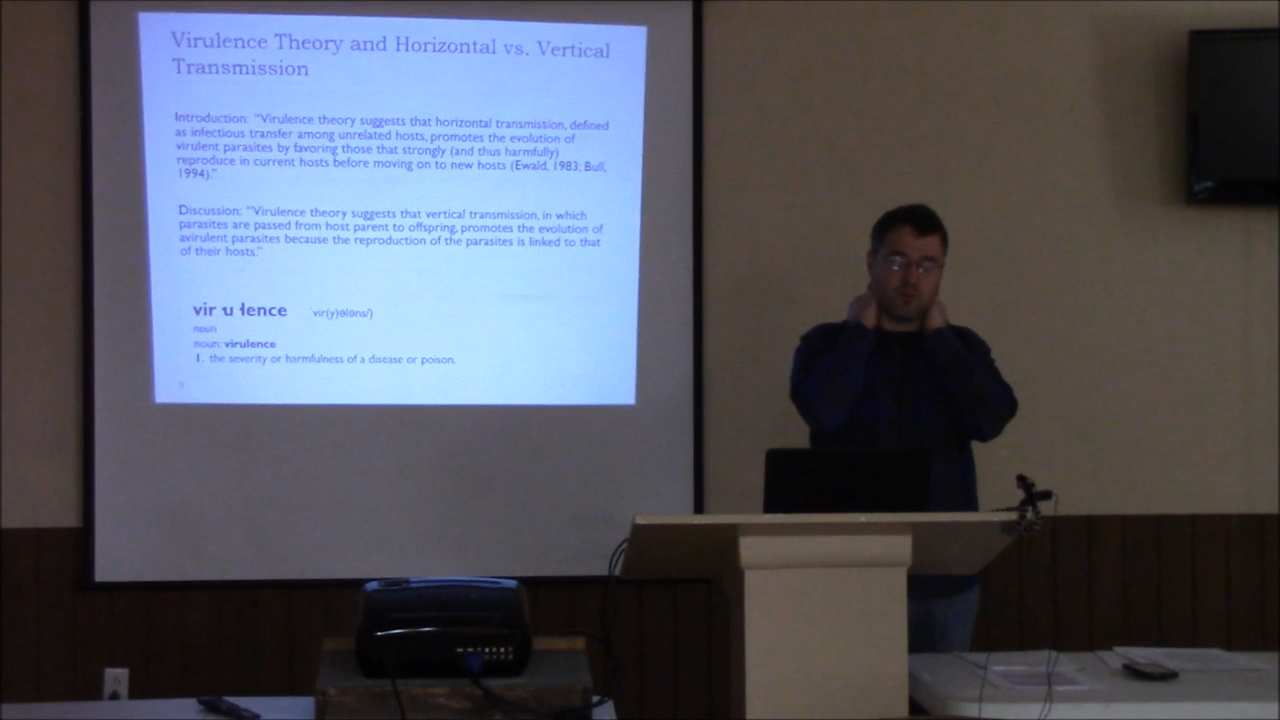 Virulence Theory and Horizontal vs. Vertical
Transmission
Introduction: "Virulence theory suggests that horizontal transmission, defined
as infectious transfer among unrelated hosts, promotes the evolution of
virulent parasites by favoring those that strongly (and thus harmfully)
reproduce in current hosts before moving on to new hosts (Ewald, 1983; Bull,
1994)."
Discussion: "Virulence theory suggests that vertical transmission, in which
parasites are passed from host parent to offspring, promotes the evolution of
avirulent parasites because the reproduction of the parasites is linked to that
of their hosts."
vir·u·lence ˈvir(y)ələns/)
noun
noun: virulence
1. the severity or harmfulness of a disease or poison.